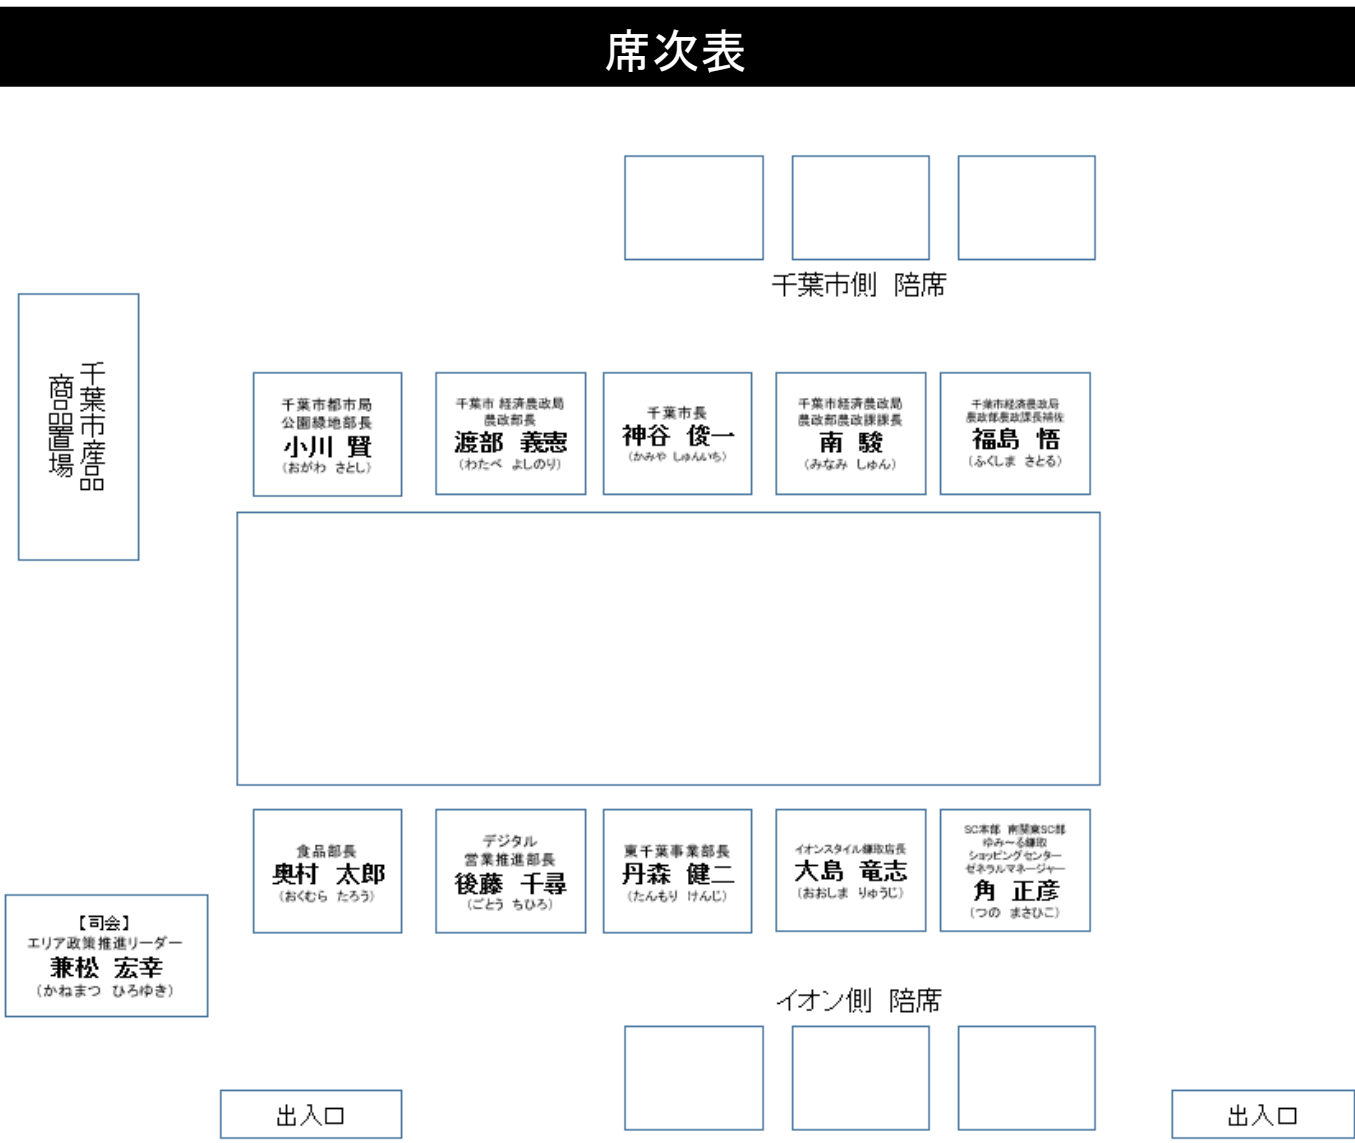 席次表
千葉市側 陪席
千葉市産品
商品置場
千葉市都市局
公園緑地部長
小川 賢
(おがわ さとし)
千葉市 経済農政局
農政部長
渡部 義憲
(わたべ よしのり)
千葉市長
神谷 俊一
(かみや しゅんいち)
千葉市経済農政局
農政部農政課課長
南 駿
(みなみ しゅん)
千葉市経済農政局
農政部農政課長補佐
福島 悟
(ふくしま さとる)
食品部長
奥村 太郎
(おくむら たろう)
デジタル
営業推進部長
後藤 千尋
(ごとう ちひろ)
東千葉事業部長
丹森 健二
(たんもり けんじ)
イオンスタイル鎌取店長
大島 竜志
(おおしま りゅうじ)
SC本部 南関東SC部
ゆみ～る鎌取
ショッピングセンター
ゼネラルマネージャー
角 正彦
(つの まさひこ)
【司会】
エリア政策推進リーダー
兼松 宏幸
(かねまつ ひろゆき)
イオン側 陪席
出入口
出入口